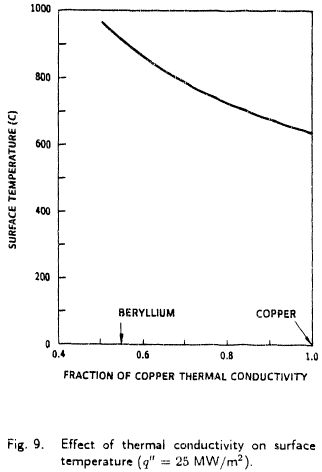 1000
800
600
400
200
0
SURFACE TEMPERATURE (C)
BERYLLIUM
COPPER
0.4
0.6
0.8
1.0
FRACTION OF COPPER THERMAL CONDUCTIVITY
Fig. 9. Effect of thermal conductivity on surface
temperature (q″ = 25 MW/m²).